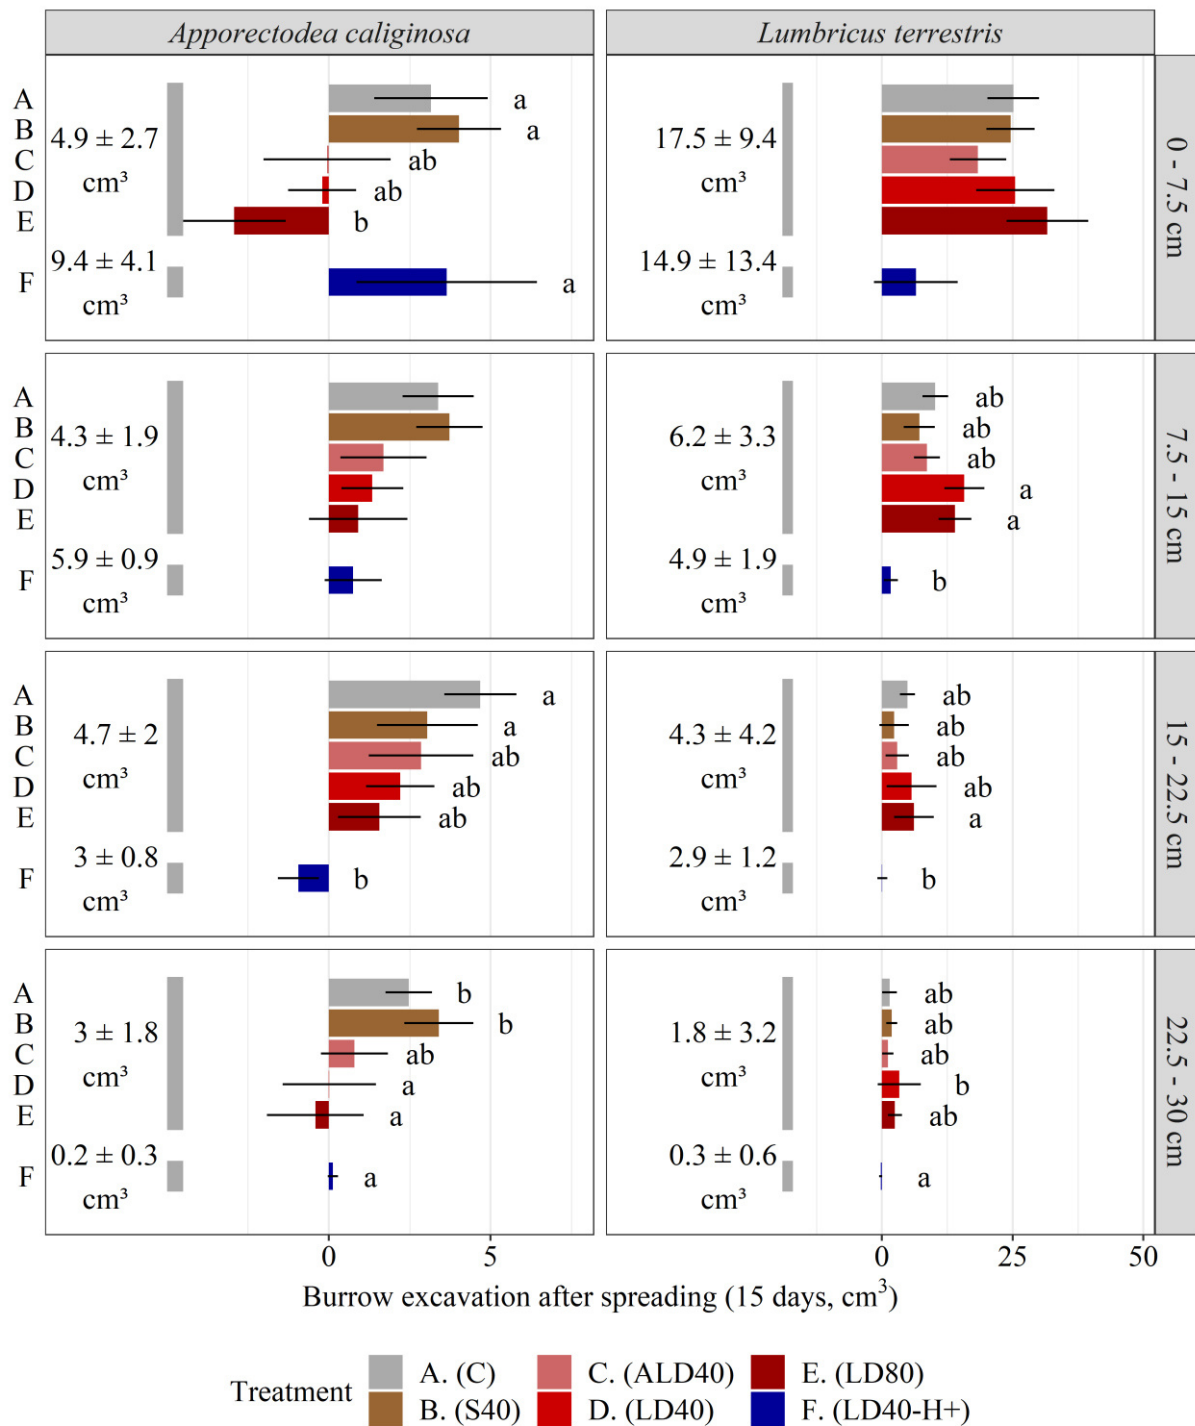 Apporectodea caliginosa
Lumbricus terrestris
0 - 7.5 cm
A
a
B
a
4.9 ± 2.7
cm³
C
ab
D
ab
E
b
9.4 ± 4.1
cm³
F
a
17.5 ± 9.4
cm³
14.9 ± 13.4
cm³
7.5 - 15 cm
A
B
4.3 ± 1.9
cm³
C
D
E
5.9 ± 0.9
cm³
F
ab
ab
6.2 ± 3.3
cm³
ab
a
a
4.9 ± 1.9
cm³
b
15 - 22.5 cm
A
a
B
a
4.7 ± 2
cm³
C
ab
D
ab
E
ab
3 ± 0.8
cm³
F
b
ab
ab
4.3 ± 4.2
cm³
ab
ab
a
2.9 ± 1.2
cm³
b
22.5 - 30 cm
A
b
B
b
3 ± 1.8
cm³
C
ab
D
a
E
a
0.2 ± 0.3
cm³
F
a
ab
ab
1.8 ± 3.2
cm³
ab
b
ab
0.3 ± 0.6
cm³
a
0 5
0 25 50
Burrow excavation after spreading (15 days, cm³)
Treatment
A. (C) C. (ALD40) E. (LD80)
B. (S40) D. (LD40) F. (LD40-H+)